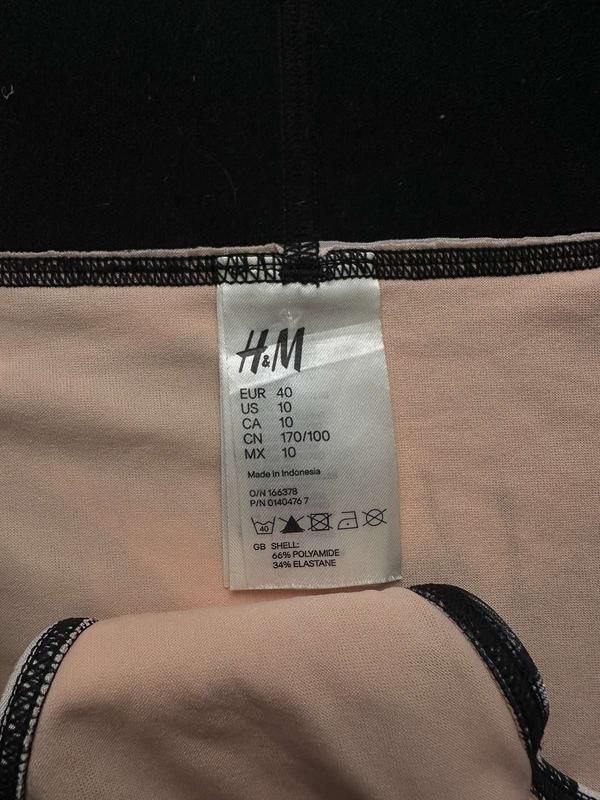 H&M
EUR 40
US 10
CA 10
CN 170/100
MX 10
Made in Indonesia
O/N 166378
P/N 0140476 7
40
GB SHELL:
66% POLYAMIDE
34% ELASTANE